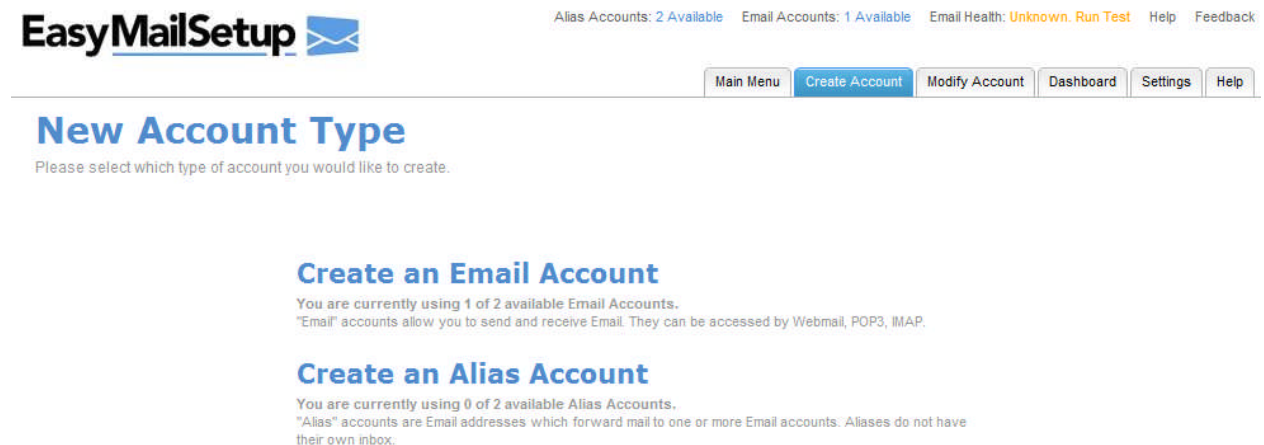 EasyMailSetup
Alias Accounts: 2 Available Email Accounts: 1 Available Email Health: Unknown. Run Test Help Feedback
Main Menu Create Account Modify Account Dashboard Settings Help
New Account Type
Please select which type of account you would like to create.
Create an Email Account
You are currently using 1 of 2 available Email Accounts.
"Email" accounts allow you to send and receive Email. They can be accessed by Webmail, POP3, IMAP.
Create an Alias Account
You are currently using 0 of 2 available Alias Accounts.
"Alias" accounts are Email addresses which forward mail to one or more Email accounts. Aliases do not have
their own inbox.